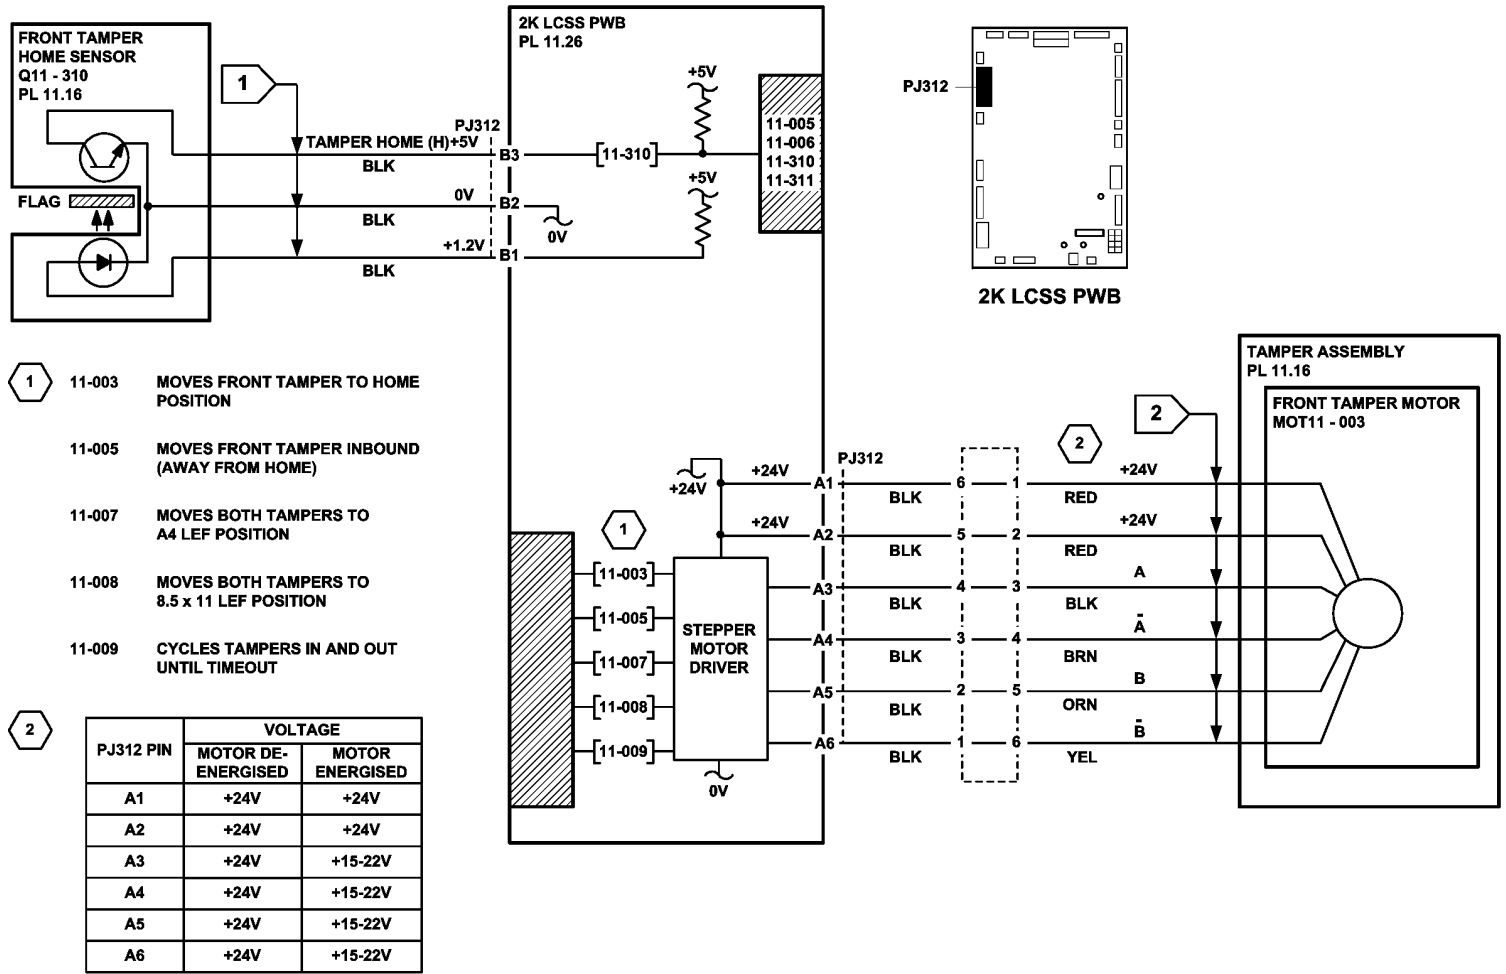 FRONT TAMPER
HOME SENSOR
Q11 - 310
PL 11.16
FLAG
1
TAMPER HOME (H)+5V
BLK
0V
BLK
+1.2V
BLK
PJ312
B3
B2
B1
2K LCSS PWB
PL 11.26
11-310
+5V
+5V
0V
11-005
11-006
11-310
11-311
PJ312
2K LCSS PWB
1
11-003 MOVES FRONT TAMPER TO HOME
POSITION
11-005 MOVES FRONT TAMPER INBOUND
(AWAY FROM HOME)
11-007 MOVES BOTH TAMPERS TO
A4 LEF POSITION
11-008 MOVES BOTH TAMPERS TO
8.5 x 11 LEF POSITION
11-009 CYCLES TAMPERS IN AND OUT
UNTIL TIMEOUT
2
PJ312 PIN VOLTAGE
MOTOR DE-
ENERGISED
MOTOR
ENERGISED
A1 +24V +24V
A2 +24V +24V
A3 +24V +15-22V
A4 +24V +15-22V
A5 +24V +15-22V
A6 +24V +15-22V
1
11-003
11-005
11-007
11-008
11-009
STEPPER
MOTOR
DRIVER
0V
+24V
+24V
+24V
PJ312
A1 BLK 6 1 RED +24V
A2 BLK 5 2 RED +24V
A3 BLK 4 3 BLK A
A4 BLK 3 4 BRN A̅
A5 BLK 2 5 ORN B
A6 BLK 1 6 YEL B̅
2
2
TAMPER ASSEMBLY
PL 11.16
FRONT TAMPER MOTOR
MOT11 - 003